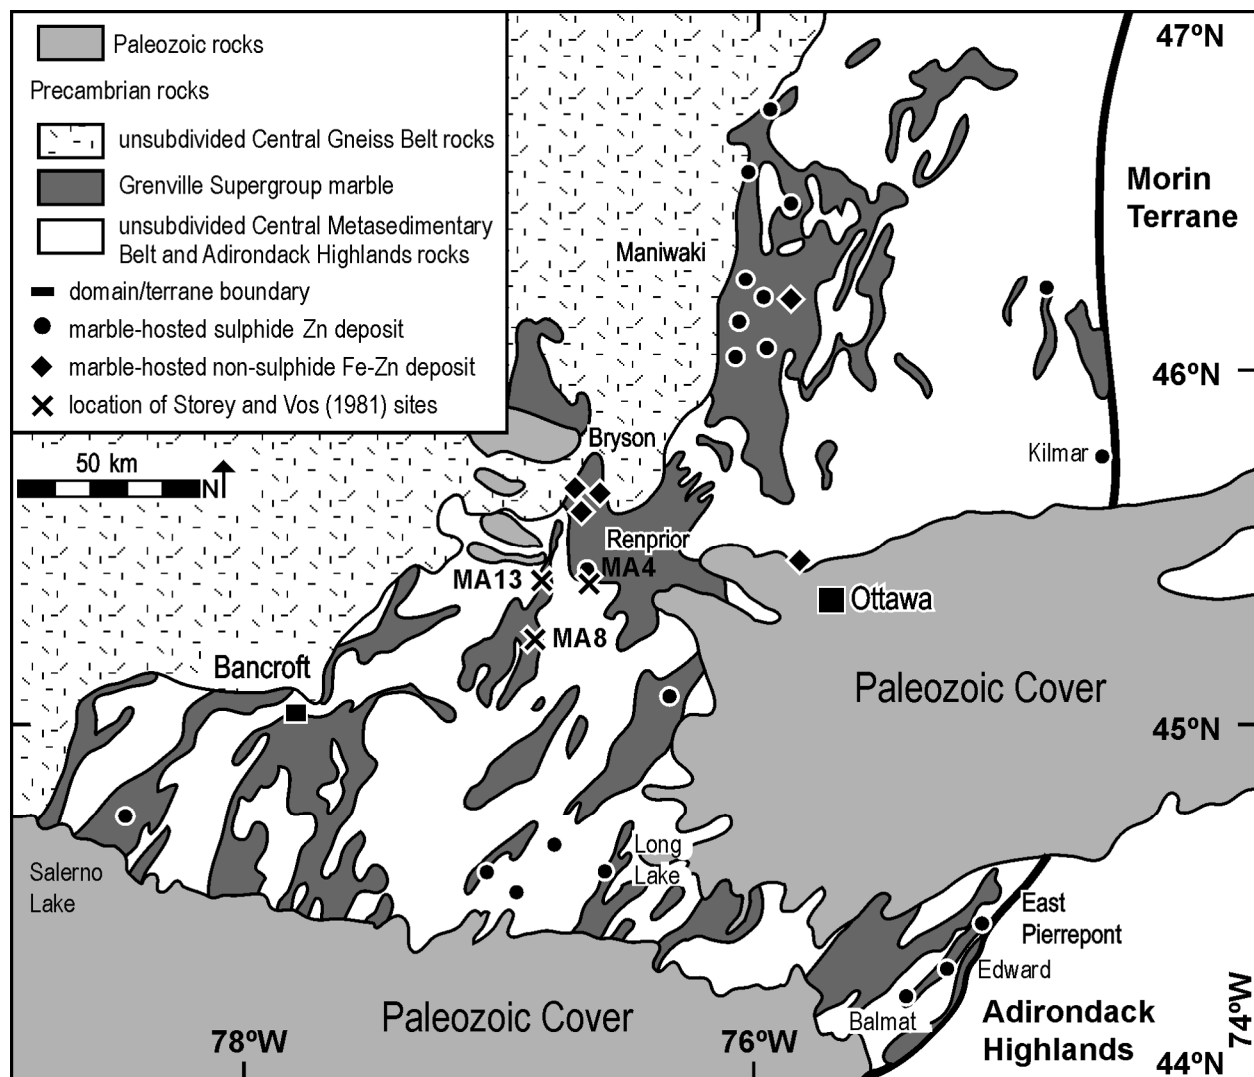 Paleozoic rocks
Precambrian rocks
unsubdivided Central Gneiss Belt rocks
Grenville Supergroup marble
unsubdivided Central Metasedimentary
Belt and Adirondack Highlands rocks
domain/terrane boundary
marble-hosted sulphide Zn deposit
marble-hosted non-sulphide Fe-Zn deposit
location of Storey and Vos (1981) sites
50 km
N
47ºN
Morin
Terrane
Maniwaki
46ºN
Bryson
Kilmar
Renprior
MA13
MA4
Ottawa
MA8
Bancroft
Paleozoic Cover
45ºN
Salerno
Lake
Long
Lake
East
Pierrepont
Edward
Balmat
Adirondack
Highlands
Paleozoic Cover
78ºW
76ºW
74ºW
44ºN